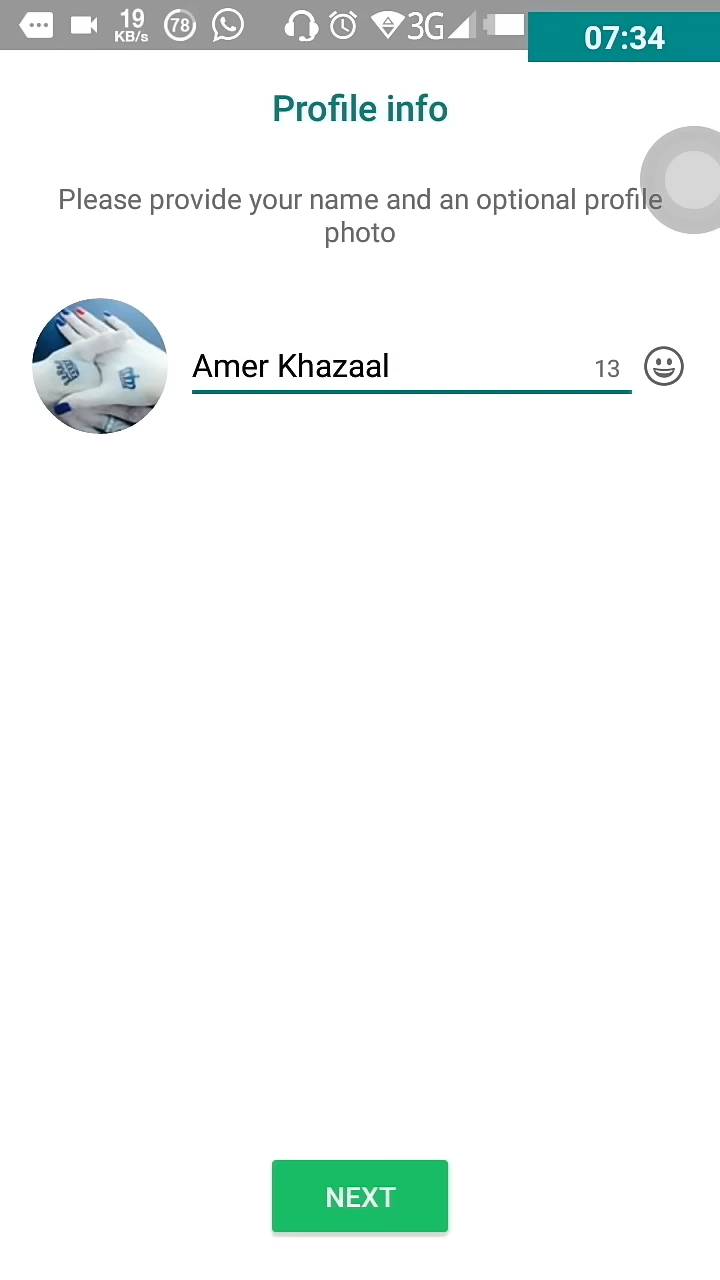 19
KB/s
78
3G
07:34
Profile info
Please provide your name and an optional profile
photo
Amer Khazaal
13
NEXT